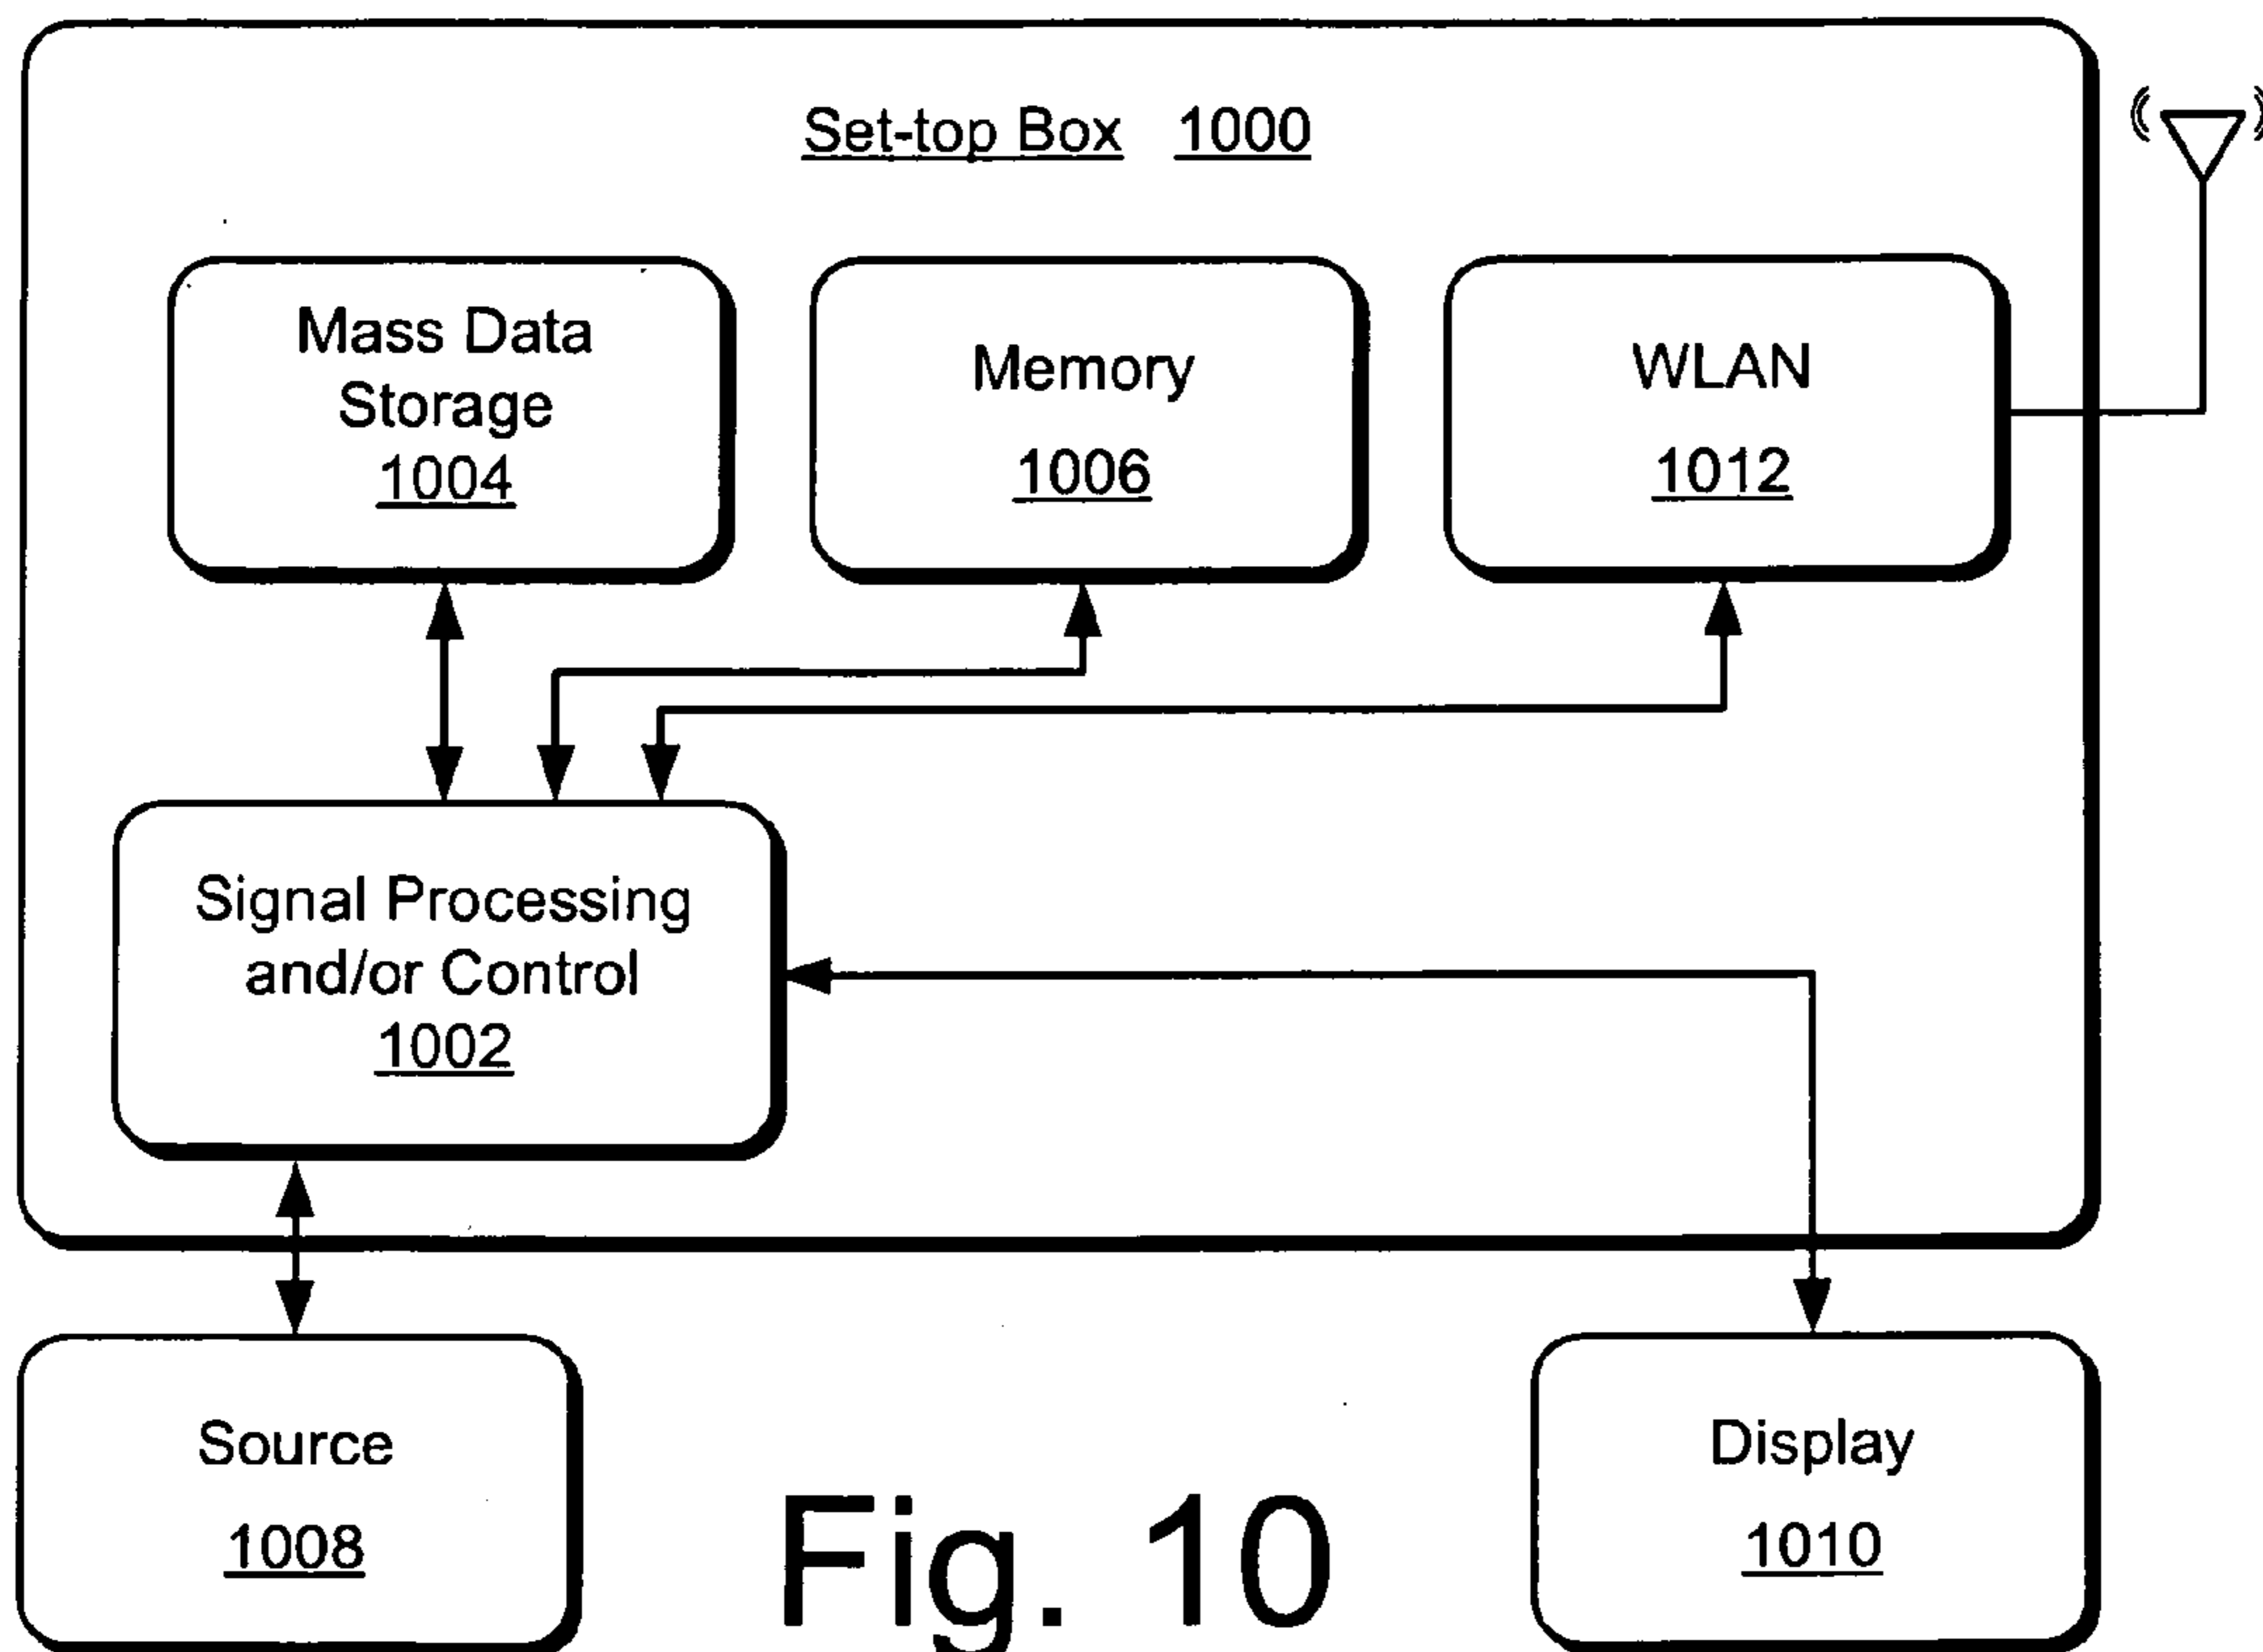 Set-top Box 1000
Mass Data
Storage
1004
Memory
1006
WLAN
1012
Signal Processing
and/or Control
1002
Source
1008
Display
1010
Fig. 10